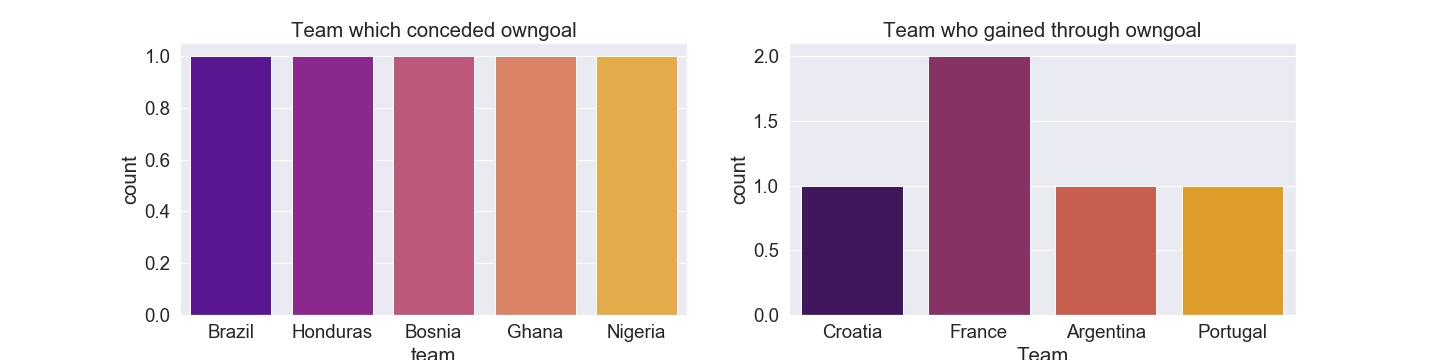 Team which conceded owngoal
1.0
0.8
0.6
0.4
0.2
0.0
count
Brazil Honduras Bosnia Ghana Nigeria
team
Team who gained through owngoal
2.0
1.5
1.0
0.5
0.0
count
Croatia France Argentina Portugal
Team